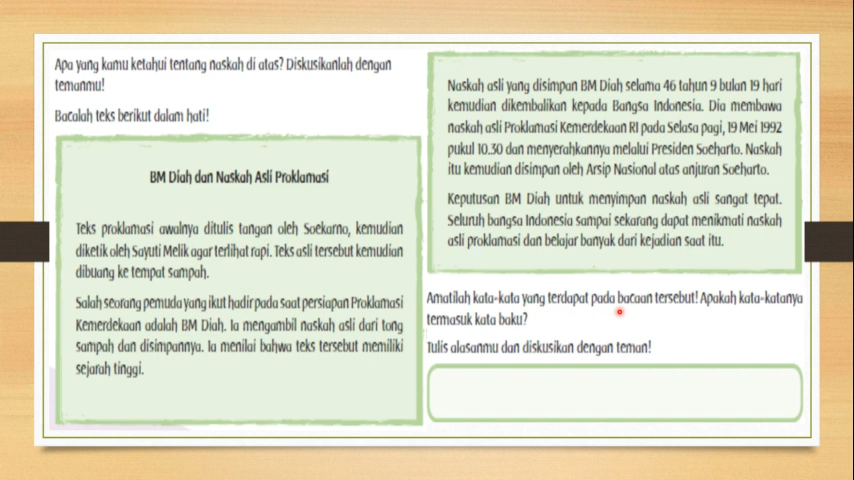 Apa yang kamu ketahui tentang naskah di atas? Diskusikanlah dengan
temanmu!
Bacalah teks berikut dalam hati!
BM Diah dan Naskah Asli Proklamasi
Teks proklamasi awalnya ditulis tangan oleh Soekarno, kemudian
diketik oleh Sayuti Melik agar terlihat rapi. Teks asli tersebut kemudian
dibuang ke tempat sampah.
Salah seorang pemuda yang ikut hadir pada saat persiapan Proklamasi
Kemerdekaan adalah BM Diah. Ia mengambil naskah asli dari tong
sampah dan disimpannya. Ia menilai bahwa teks tersebut memiliki
sejarah tinggi.
Naskah asli yang disimpan BM Diah selama 46 tahun 9 bulan 19 hari
kemudian dikembalikan kepada Bangsa Indonesia. Dia membawa
naskah asli Proklamasi Kemerdekaan RI pada Selasa pagi, 19 Mei 1992
pukul 10.30 dan menyerahkannya melalui Presiden Soeharto. Naskah
itu kemudian disimpan oleh Arsip Nasional atas anjuran Soeharto.
Keputusan BM Diah untuk menyimpan naskah asli sangat tepat.
Seluruh bangsa Indonesia sampai sekarang dapat menikmati naskah
asli proklamasi dan belajar banyak dari kejadian saat itu.
Amatilah kata-kata yang terdapat pada bacaan tersebut! Apakah kata-katanya
termasuk kata baku?
Tulis alasanmu dan diskusikan dengan teman!